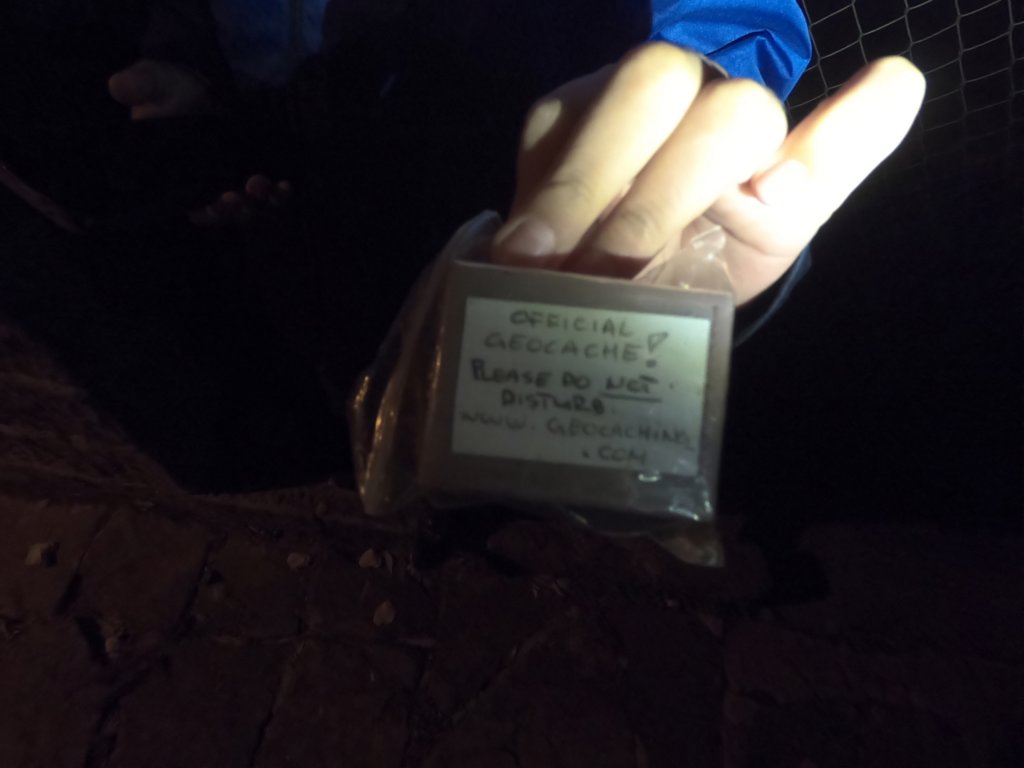 OFFICIAL
GEOCACHE!
PLEASE DO NOT
DISTURB.
WWW.GEOCACHING
.COM